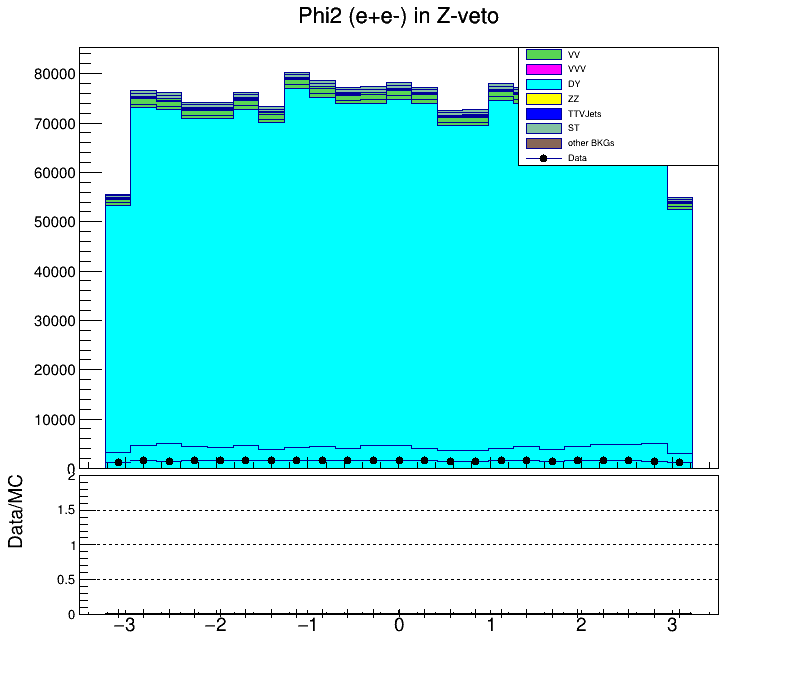 Phi2 (e+e-) in Z-veto
80000
70000
60000
50000
40000
30000
20000
10000
0
VV
VVV
DY
ZZ
TTVJets
ST
other BKGs
Data
Data/MC
2
1.5
1
0.5
0
−3 −2 −1 0 1 2 3